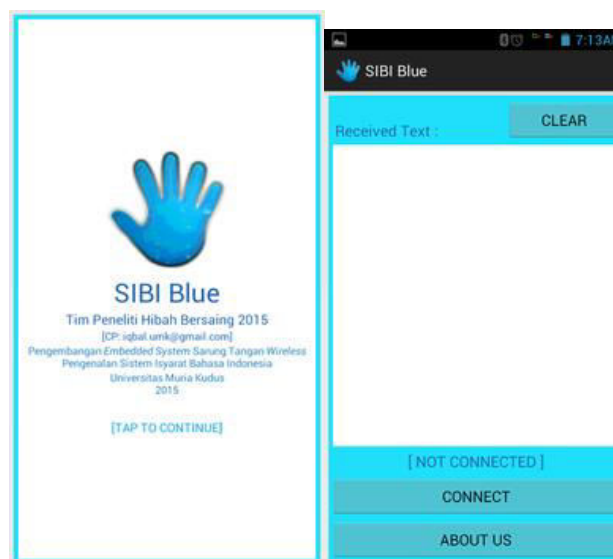 SIBI Blue
Tim Peneliti Hibah Bersaing 2015
[CP: iqbal.umk@gmail.com]
Pengembangan Embedded System Sarung Tangan Wireless
Pengenalan Sistem Isyarat Bahasa Indonesia
Universitas Muria Kudus
2015
[TAP TO CONTINUE]
7:13AM
SIBI Blue
CLEAR
Received Text :
[ NOT CONNECTED ]
CONNECT
ABOUT US